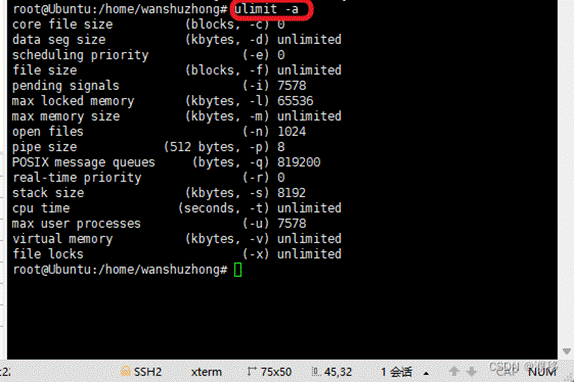 root@Ubuntu:/home/wanshuzhong# ulimit -a
core file size (blocks, -c) 0
data seg size (kbytes, -d) unlimited
scheduling priority (-e) 0
file size (blocks, -f) unlimited
pending signals (-i) 7578
max locked memory (kbytes, -l) 65536
max memory size (kbytes, -m) unlimited
open files (-n) 1024
pipe size (512 bytes, -p) 8
POSIX message queues (bytes, -q) 819200
real-time priority (-r) 0
stack size (kbytes, -s) 8192
cpu time (seconds, -t) unlimited
max user processes (-u) 7578
virtual memory (kbytes, -v) unlimited
file locks (-x) unlimited
root@Ubuntu:/home/wanshuzhong#
:22 SSH2 xterm 75x50 45,32 1 会话 CAP NUM
CSDN